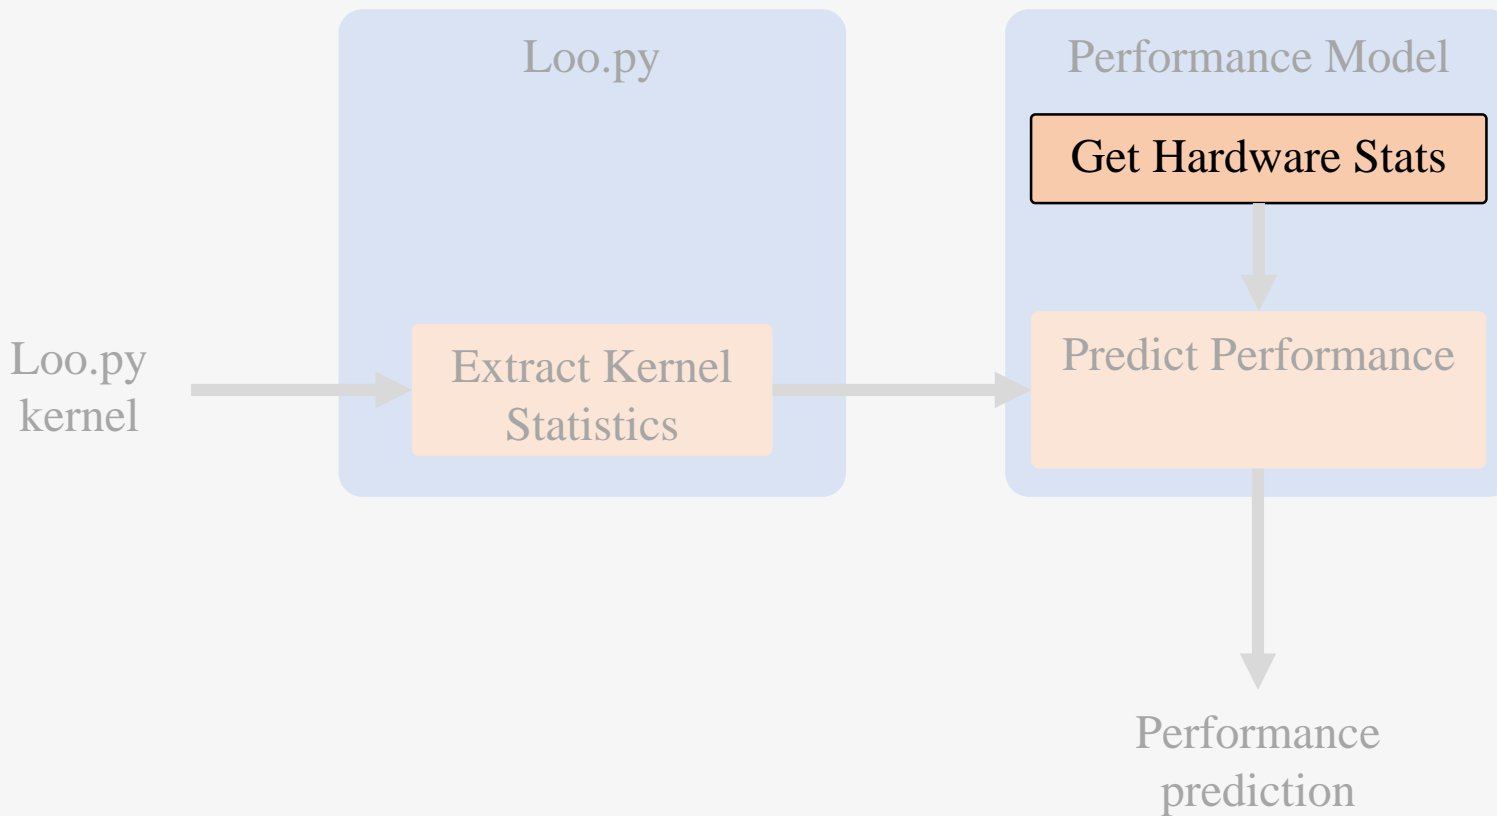 Loo.py
Performance Model
Get Hardware Stats
Loo.py
kernel
Extract Kernel
Statistics
Predict Performance
Performance
prediction